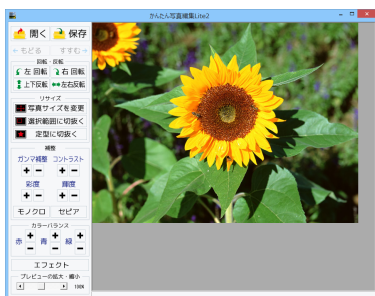 かんたん写真編集Lite2
開く 保存
←もどる すすむ→
回転・反転
左回転 右回転
上下反転 左右反転
リサイズ
写真サイズを変更
選択範囲に切抜く
定型に切抜く
補整
ガンマ補整 コントラスト
+ − + −
彩度 輝度
+ − + −
モノクロ セピア
カラーバランス
赤 + − 青 + − 緑 + −
エフェクト
プレビューの拡大・縮小
100%